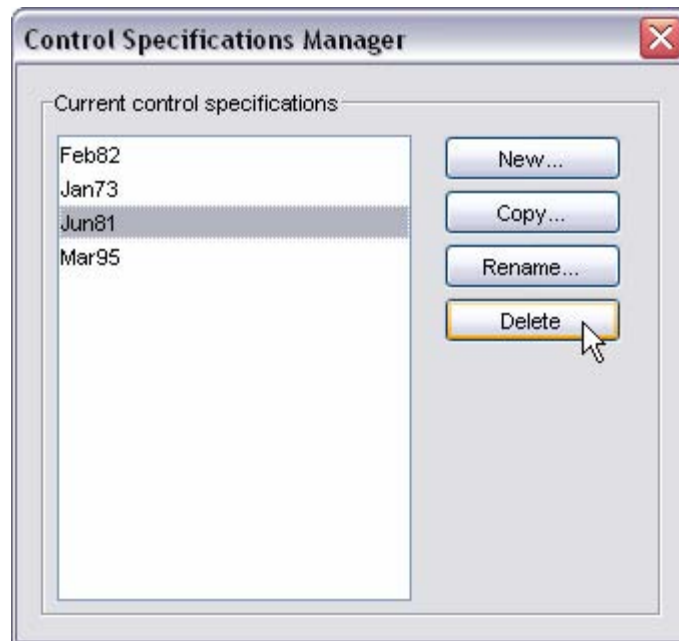 Control Specifications Manager
Current control specifications
Feb82
Jan73
Jun81
Mar95
New...
Copy...
Rename...
Delete